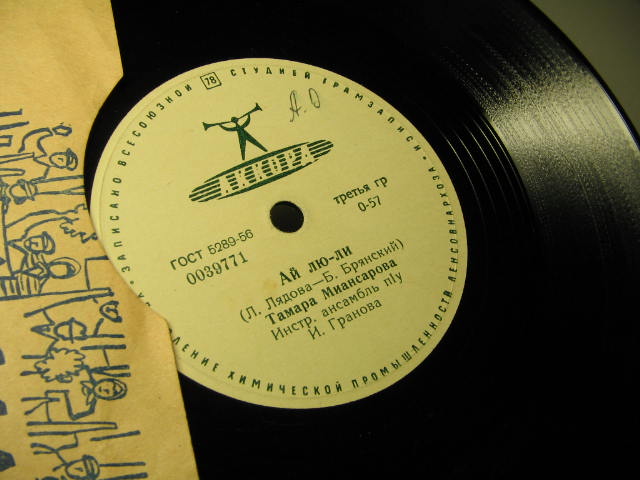 ЗАПИСАНО ВСЕСОЮЗНОЙ 78 СТУДИЕЙ ГРАМЗАПИСИ
А.О
АККОРД
ГОСТ 5289-56
третья гр
0039771
0-57
Ай лю-ли
(Л. Лядова—Б. Брянский)
Тамара Миансарова
Инстр. ансамбль п/у
И. Гранова
ХИМИЧЕСКОЙ ПРОМЫШЛЕННОСТИ ЛЕНСОВНАРХОЗА